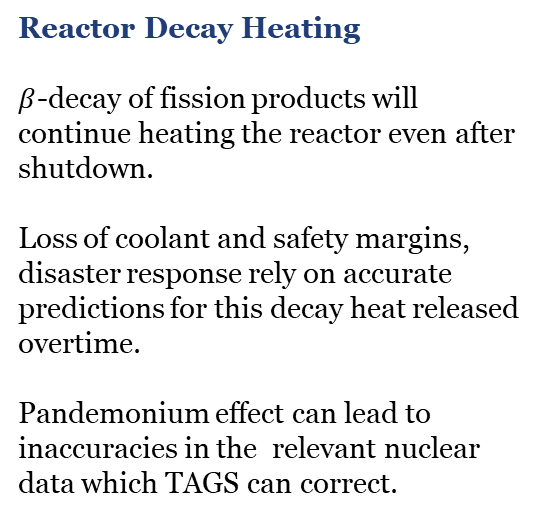 Reactor Decay Heating
𝛽-decay of fission products will
continue heating the reactor even after
shutdown.
Loss of coolant and safety margins,
disaster response rely on accurate
predictions for this decay heat released
overtime.
Pandemonium effect can lead to
inaccuracies in the  relevant nuclear
data which TAGS can correct.